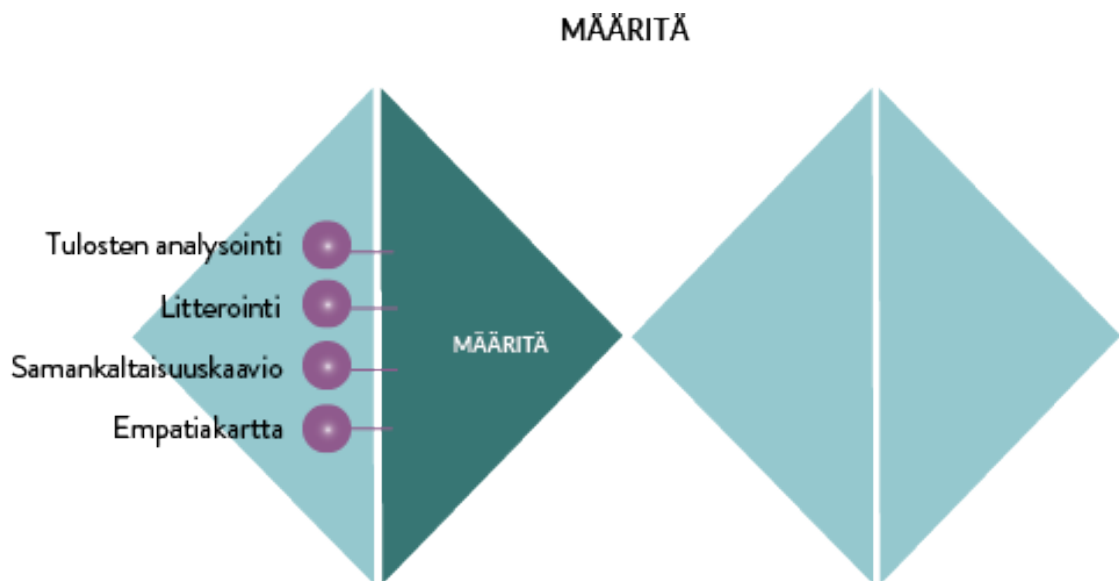 MÄÄRITÄ
Tulosten analysointi
Litterointi
MÄÄRITÄ
Samankaltaisuuskaavio
Empatiakartta